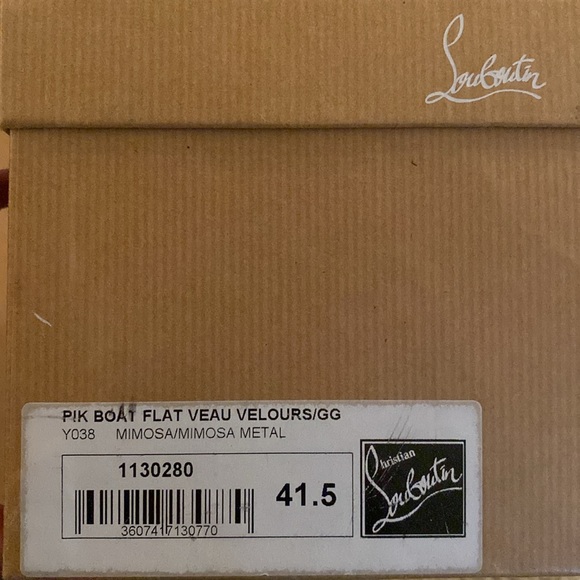 Louboutin
PIK BOAT FLAT VEAU VELOURS/GG
Y038 MIMOSA/MIMOSA METAL
1130280
41.5
3607417130770
Christian
Louboutin